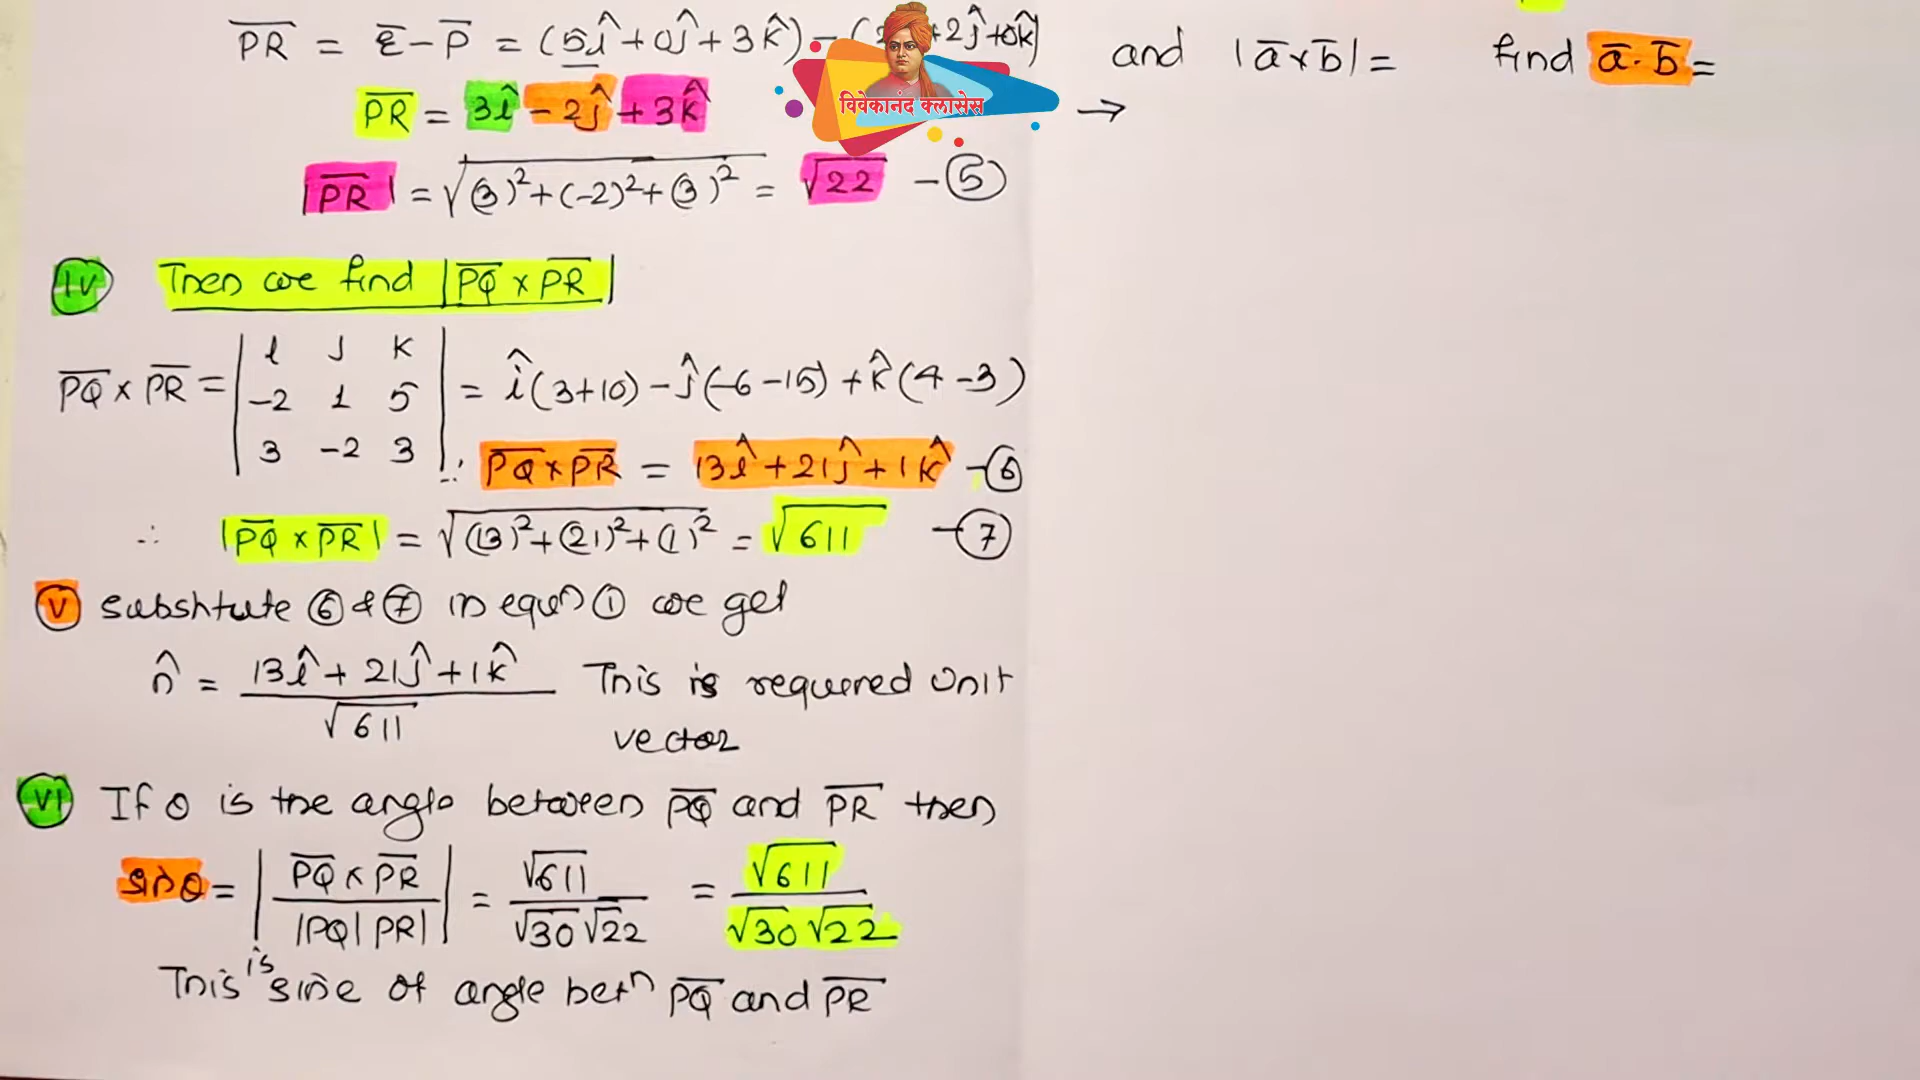 PR = r̄ - P̄ = (5î + 0ĵ + 3k̂) - ( +2ĵ+0k̂)
PR = 3î - 2ĵ + 3k̂
|PR| = √(3)²+(-2)²+(3)² = √22 - ⑤
iv Then we find |PQ × PR|
PQ × PR = | i j k | = î(3+10) - ĵ(-6-15) + k̂(4-3)
-2 1 5
3 -2 3
∴ PQ × PR = 13î + 21ĵ + 1k̂ - ⑥
∴ |PQ × PR| = √(13)²+(21)²+(1)² = √611 - ⑦
v substitute ⑥ & ⑦ in equn ① we get
n̂ = 13î + 21ĵ + 1k̂ / √611 This is required unit
vector
vi If θ is the angle between PQ and PR then
sinθ = | PQ × PR / |PQ| |PR| | = √611 / √30 √22 = √611 / √30 √22
This is sine of angle betn PQ and PR
and |ā×b̄| = find ā·b̄ =
→
विवेकानंद क्लासेस